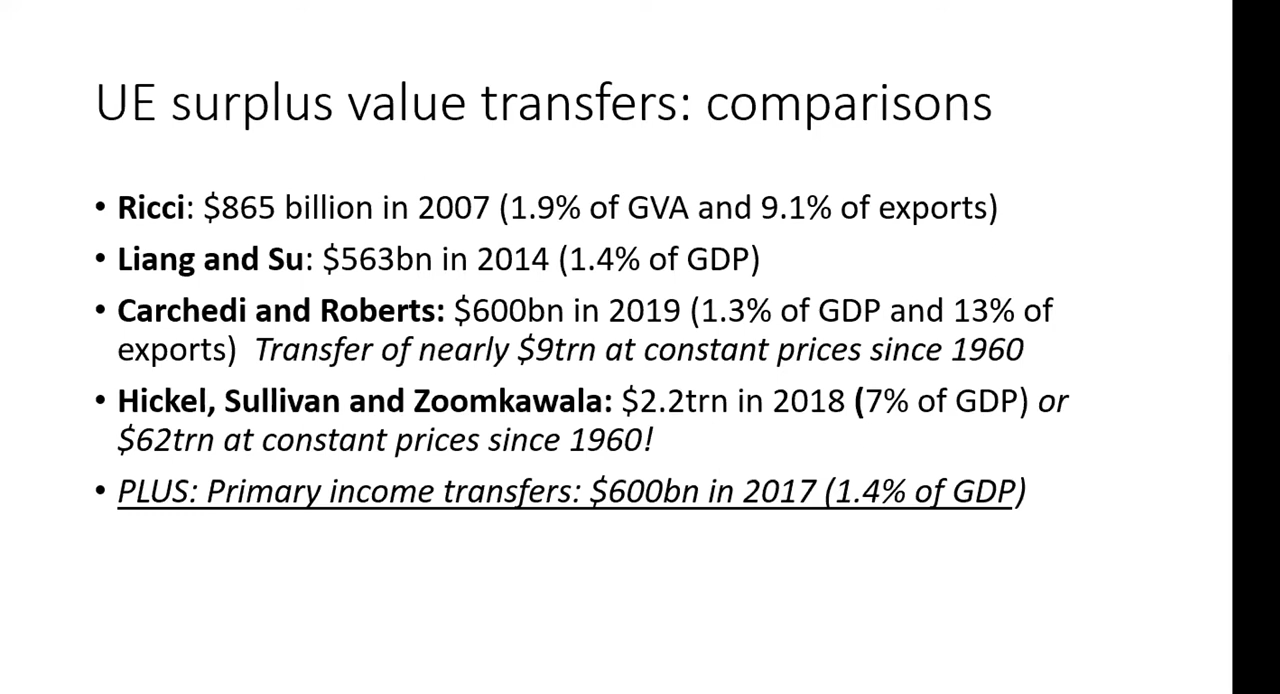 UE surplus value transfers: comparisons
• Ricci: $865 billion in 2007 (1.9% of GVA and 9.1% of exports)
• Liang and Su: $563bn in 2014 (1.4% of GDP)
• Carchedi and Roberts: $600bn in 2019 (1.3% of GDP and 13% of
exports) Transfer of nearly $9trn at constant prices since 1960
• Hickel, Sullivan and Zoomkawala: $2.2trn in 2018 (7% of GDP) or
$62trn at constant prices since 1960!
• PLUS: Primary income transfers: $600bn in 2017 (1.4% of GDP)